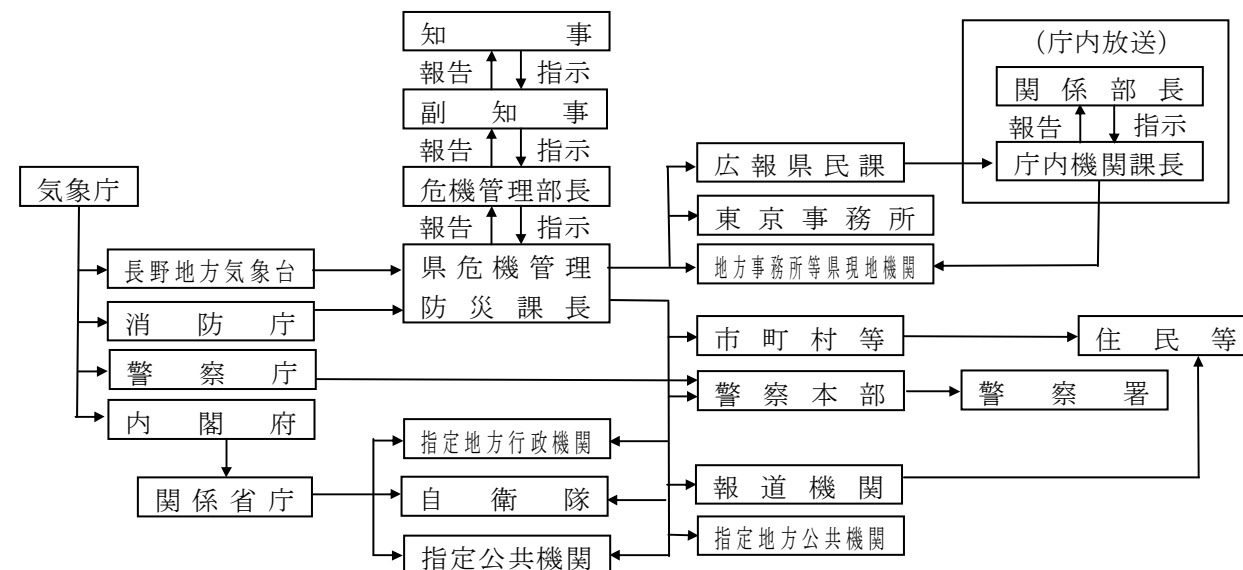 知事
報告 指示
副知事
報告 指示
危機管理部長
報告 指示
県危機管理
防災課長
(庁内放送)
関係部長
報告 指示
庁内機関課長
広報県民課
東京事務所
地方事務所等県現地機関
気象庁
長野地方気象台
消防庁
警察庁
内閣府
関係省庁
指定地方行政機関
自衛隊
指定公共機関
市町村等
住民等
警察本部
警察署
報道機関
指定地方公共機関